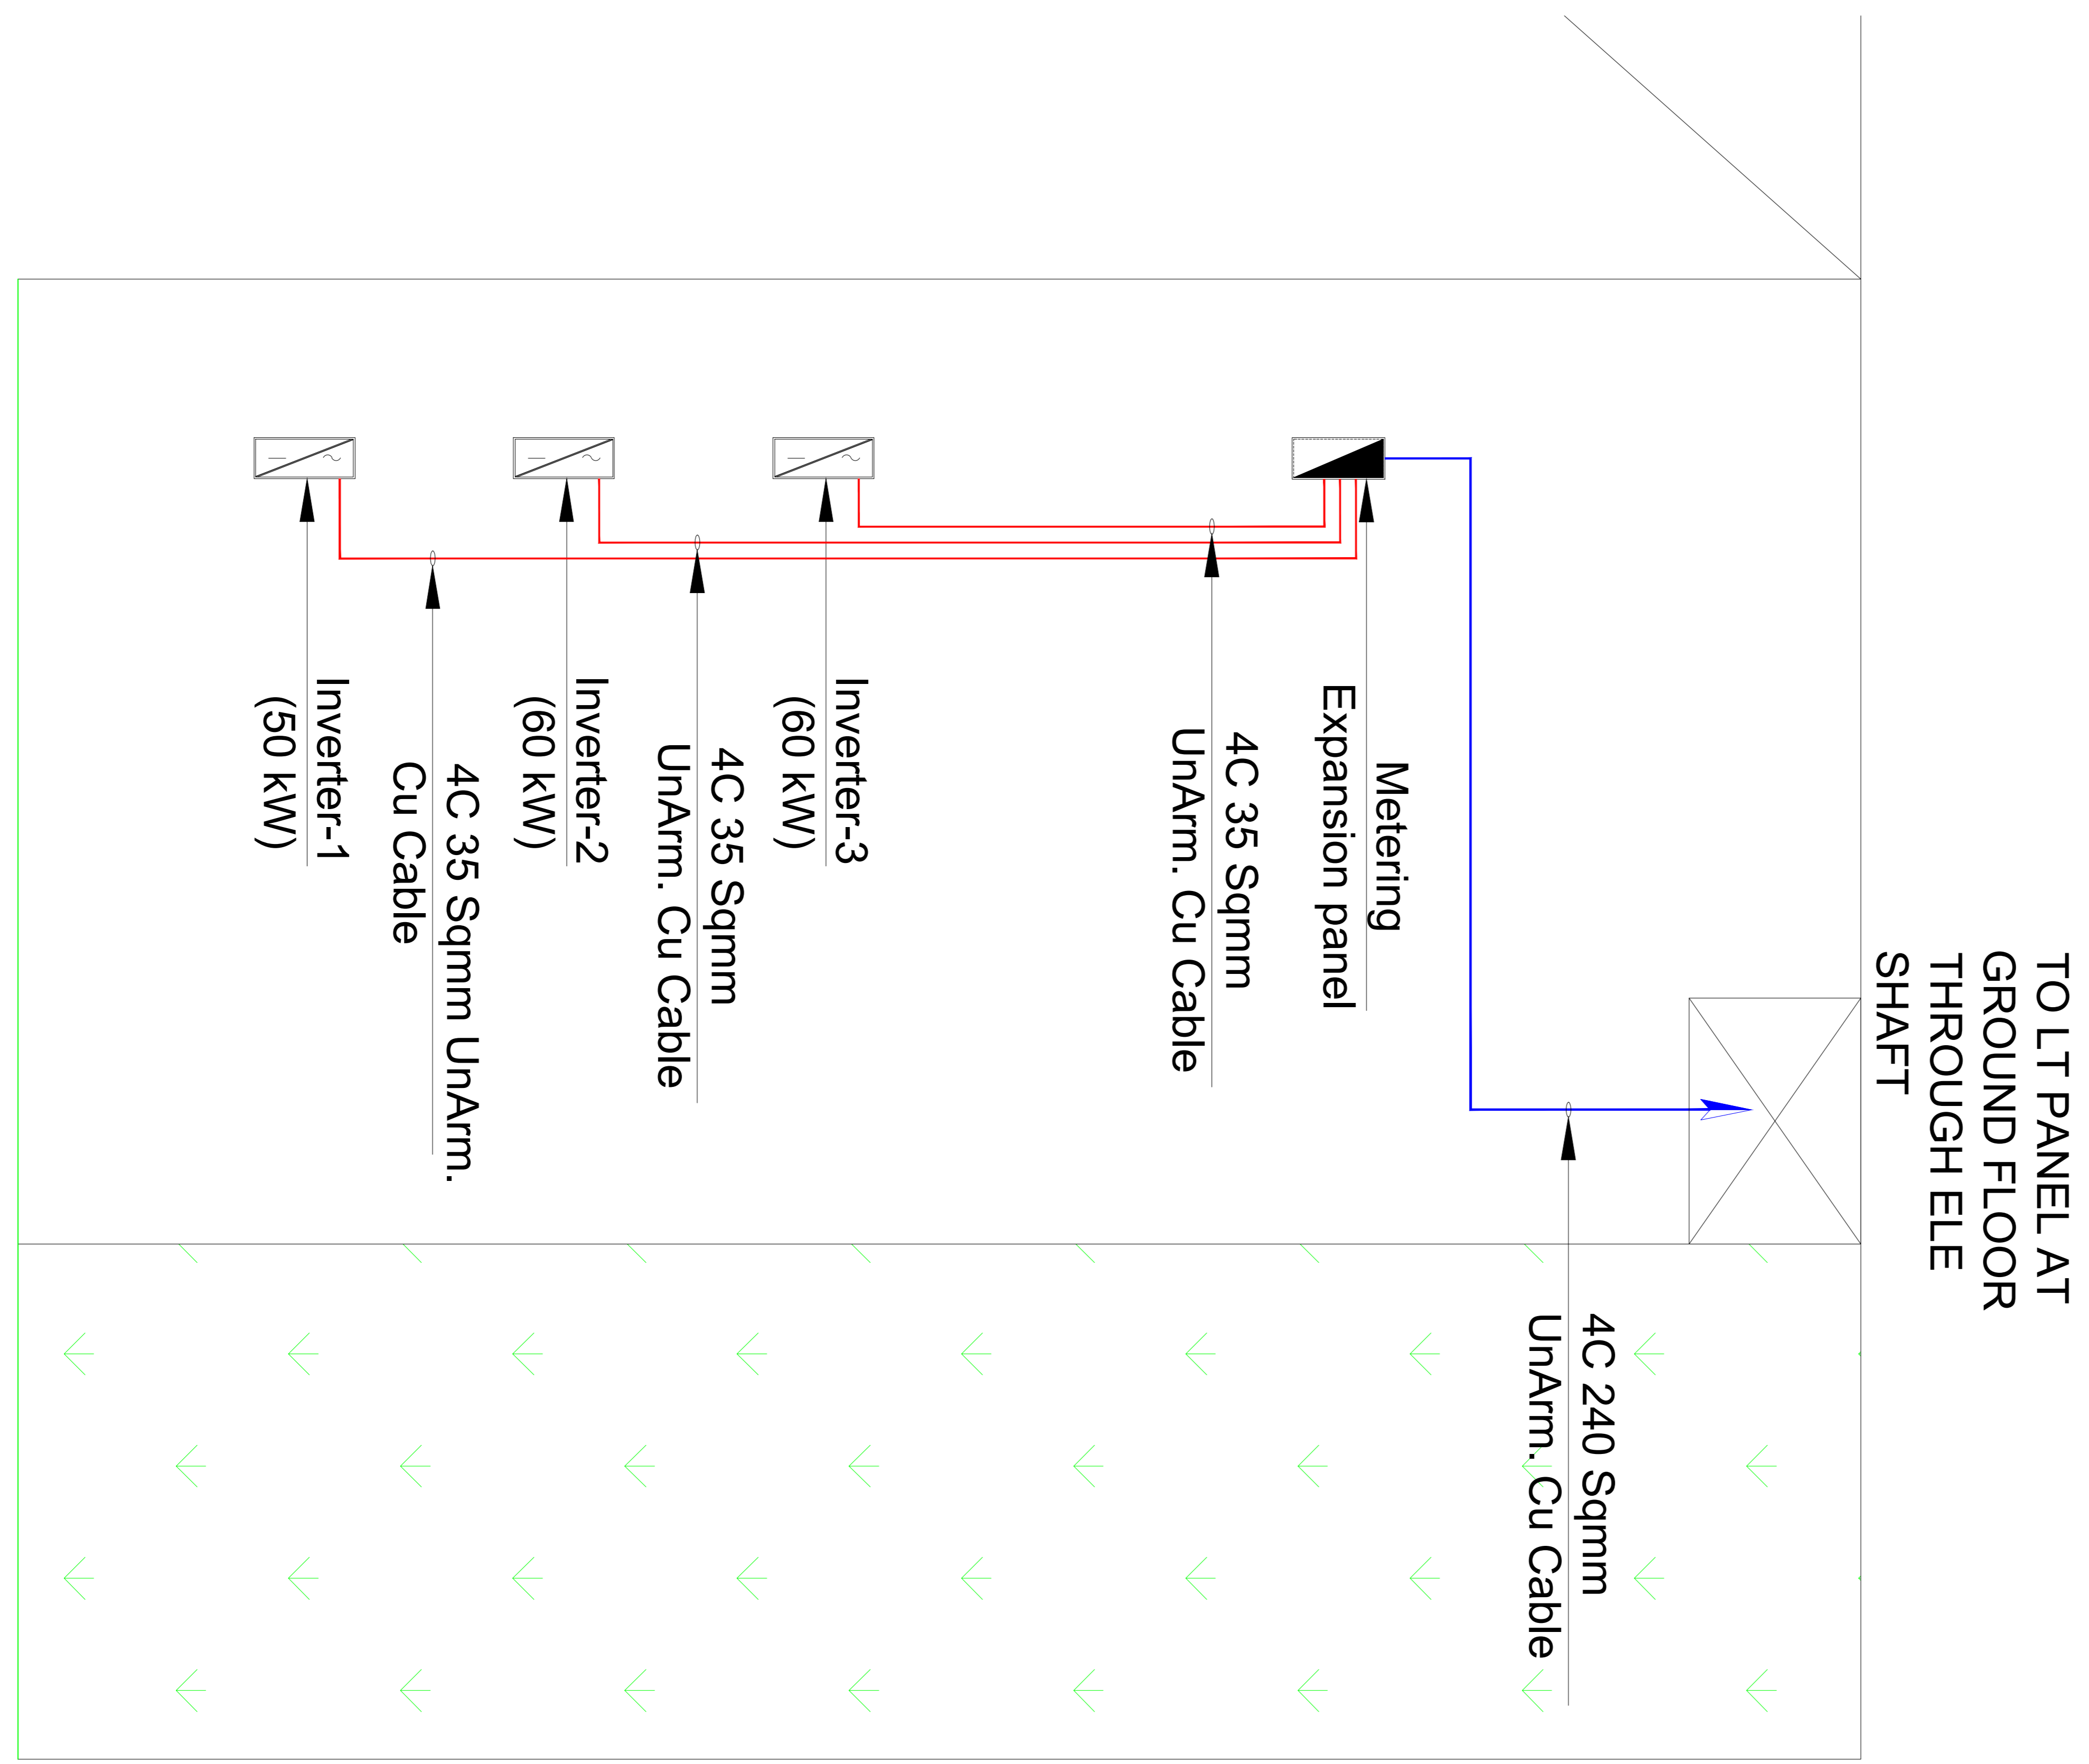 TO LT PANEL AT
GROUND FLOOR
THROUGH ELE
SHAFT
4C 240 Sqmm
UnArm. Cu Cable
Metering
Expansion panel
4C 35 Sqmm
UnArm. Cu Cable
Inverter-3
(60 kW)
4C 35 Sqmm
UnArm. Cu Cable
Inverter-2
(60 kW)
4C 35 Sqmm UnArm.
Cu Cable
Inverter-1
(50 kW)